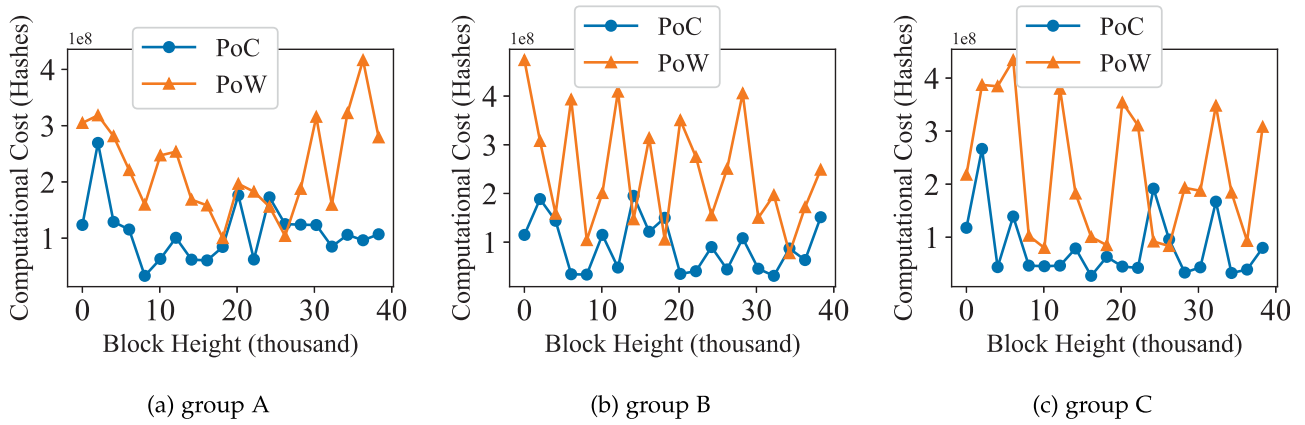 1e8
PoC
PoW
Computational Cost (Hashes)
4
3
2
1
0 10 20 30 40
Block Height (thousand)
(a) group A
1e8
PoC
PoW
Computational Cost (Hashes)
4
3
2
1
0 10 20 30 40
Block Height (thousand)
(b) group B
1e8
PoC
PoW
Computational Cost (Hashes)
4
3
2
1
0 10 20 30 40
Block Height (thousand)
(c) group C